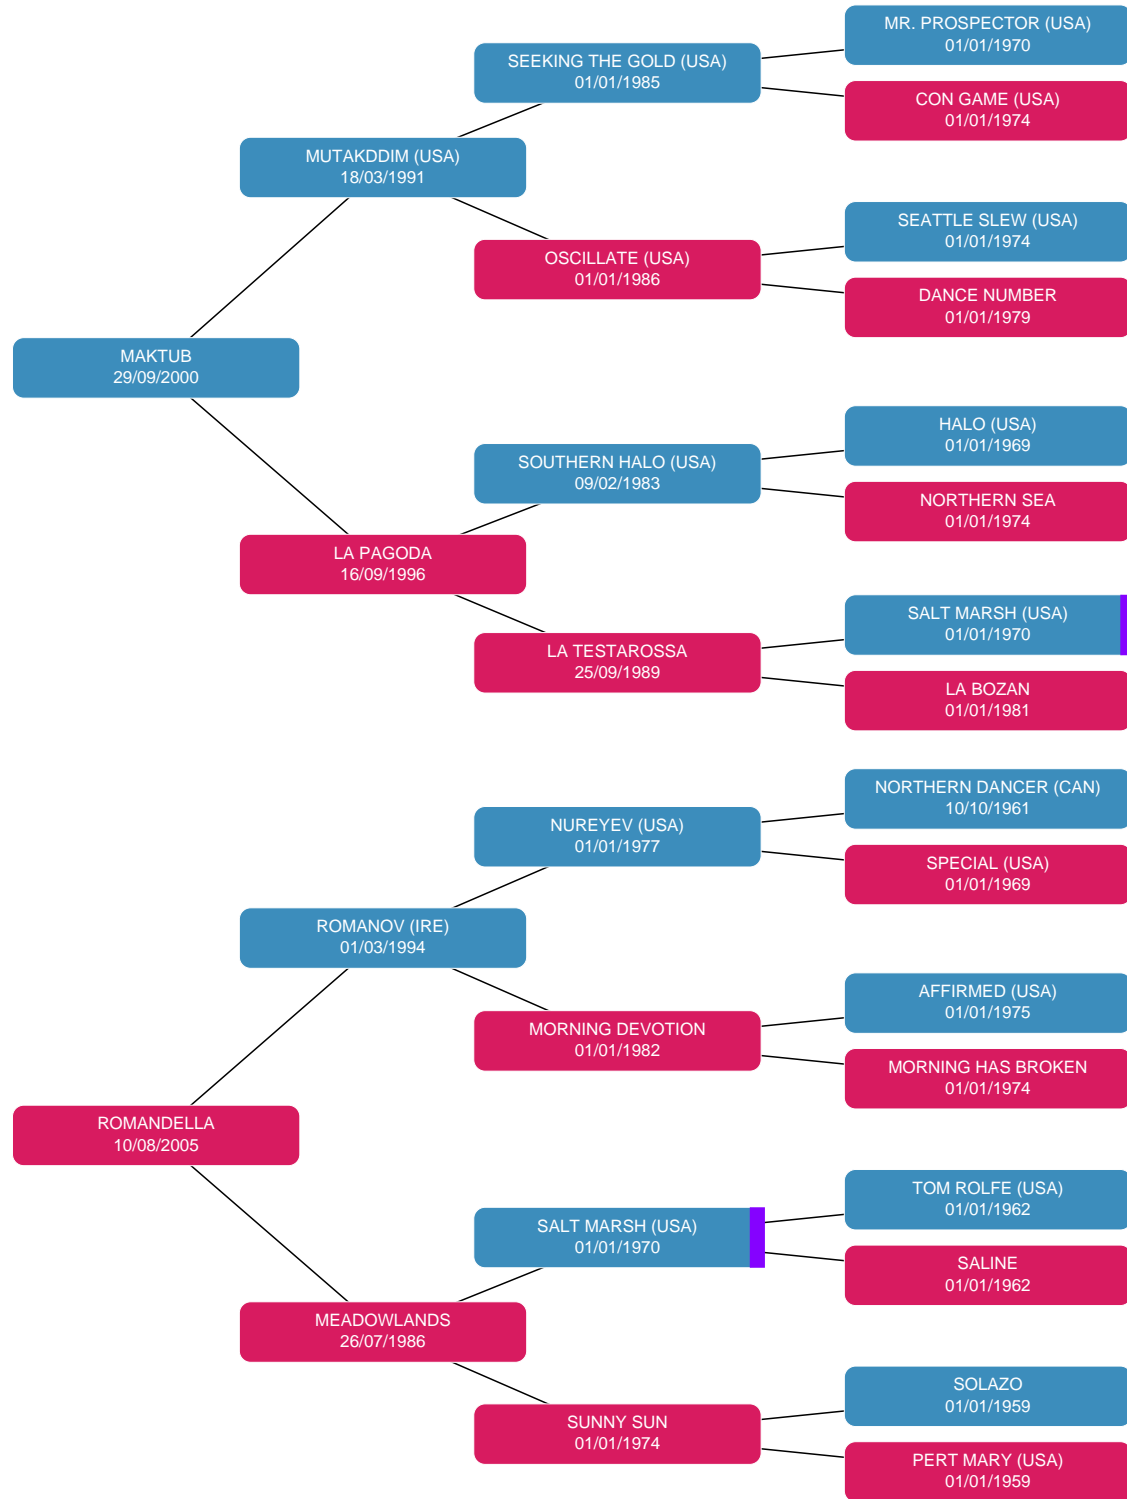 MR. PROSPECTOR (USA)
01/01/1970
SEEKING THE GOLD (USA)
01/01/1985
CON GAME (USA)
01/01/1974
MUTAKDDIM (USA)
18/03/1991
SEATTLE SLEW (USA)
01/01/1974
OSCILLATE (USA)
01/01/1986
DANCE NUMBER
01/01/1979
MAKTUB
29/09/2000
HALO (USA)
01/01/1969
SOUTHERN HALO (USA)
09/02/1983
NORTHERN SEA
01/01/1974
LA PAGODA
16/09/1996
SALT MARSH (USA)
01/01/1970
LA TESTAROSSA
25/09/1989
LA BOZAN
01/01/1981
NORTHERN DANCER (CAN)
10/10/1961
NUREYEV (USA)
01/01/1977
SPECIAL (USA)
01/01/1969
ROMANOV (IRE)
01/03/1994
AFFIRMED (USA)
01/01/1975
MORNING DEVOTION
01/01/1982
MORNING HAS BROKEN
01/01/1974
ROMANDELLA
10/08/2005
TOM ROLFE (USA)
01/01/1962
SALT MARSH (USA)
01/01/1970
SALINE
01/01/1962
MEADOWLANDS
26/07/1986
SOLAZO
01/01/1959
SUNNY SUN
01/01/1974
PERT MARY (USA)
01/01/1959